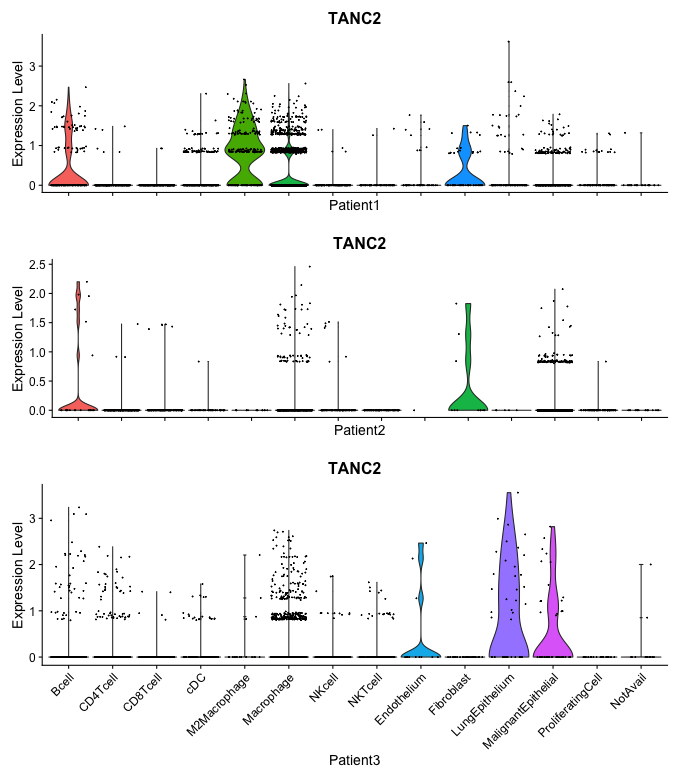 TANC2
Expression Level
3
2
1
0
Patient1
TANC2
Expression Level
2.5
2.0
1.5
1.0
0.5
0.0
Patient2
TANC2
Expression Level
3
2
1
0
Bcell
CD4Tcell
CD8Tcell
cDC
M2Macrophage
Macrophage
NKcell
NKTcell
Endothelium
Fibroblast
LungEpithelium
MalignantEpithelial
ProliferatingCell
NotAvail
Patient3